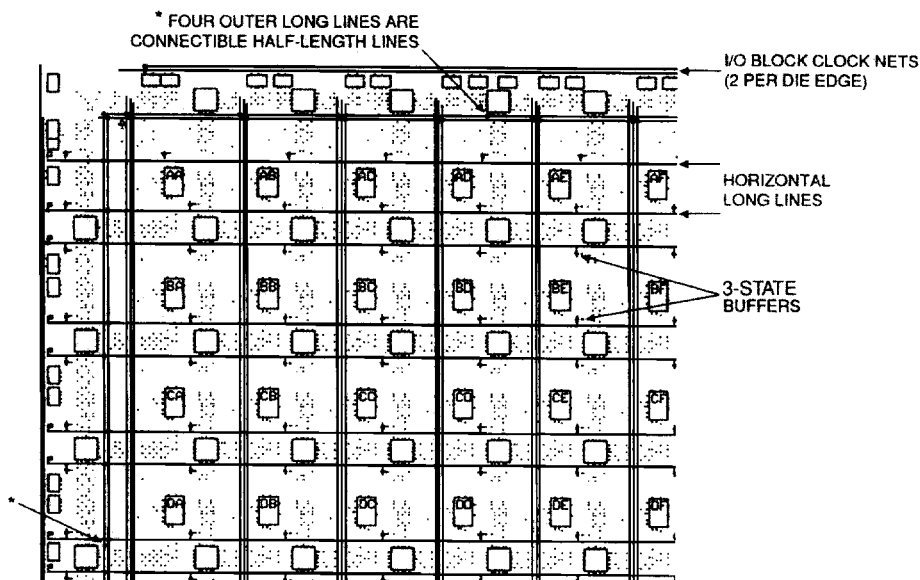 * FOUR OUTER LONG LINES ARE
CONNECTIBLE HALF-LENGTH LINES
I/O BLOCK CLOCK NETS
(2 PER DIE EDGE)
HORIZONTAL
LONG LINES
AA AB AC AD AE AF
3-STATE
BUFFERS
BA BB BC BD BE BF
CA CB CC CD CE CF
*
DA DB DC DD DE DF